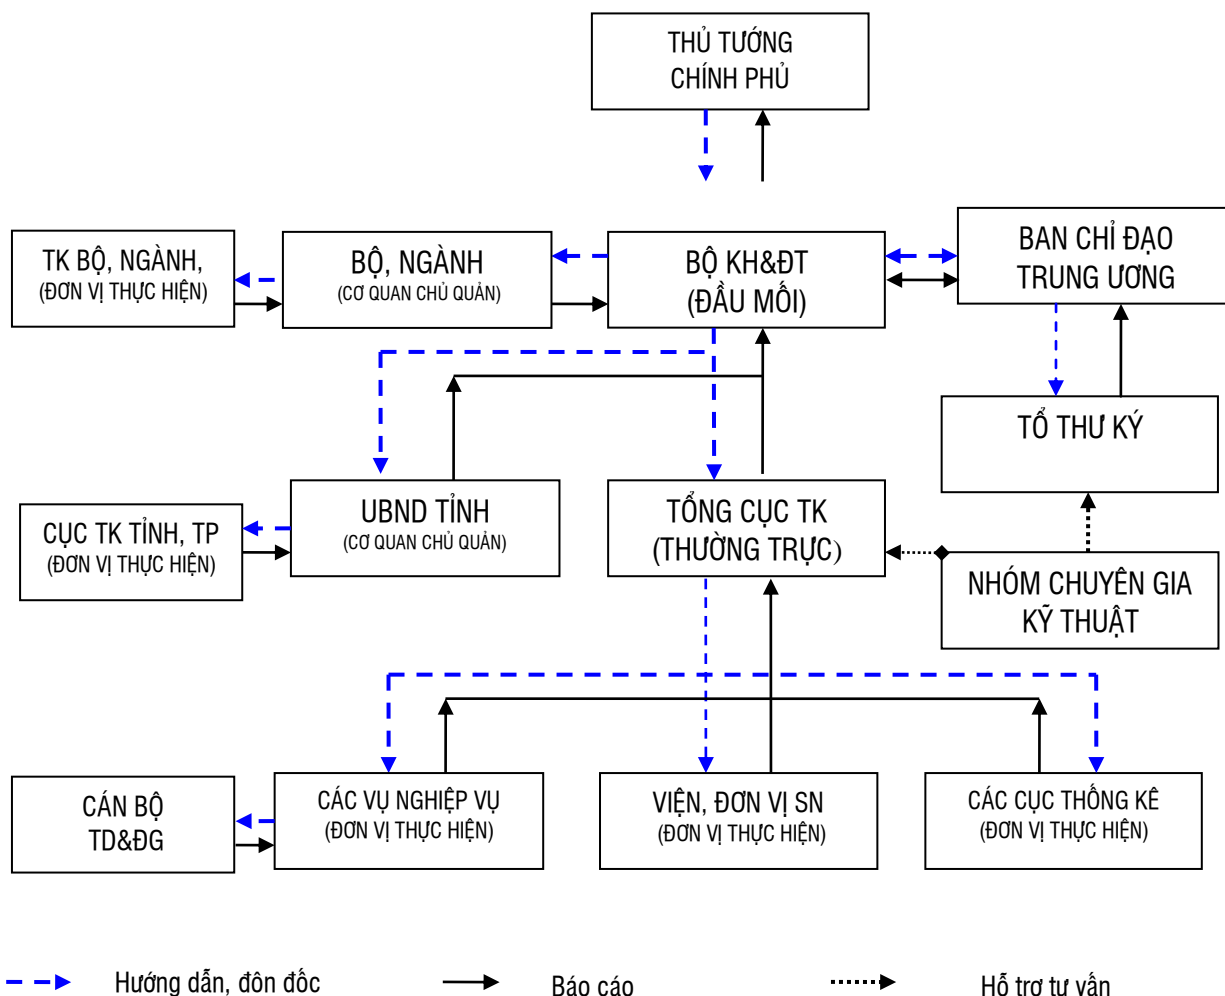 THỦ TƯỚNG
CHÍNH PHỦ
TK BỘ, NGÀNH,
(ĐƠN VỊ THỰC HIỆN)
BỘ, NGÀNH
(CƠ QUAN CHỦ QUẢN)
BỘ KH&ĐT
(ĐẦU MỐI)
BAN CHỈ ĐẠO
TRUNG ƯƠNG
TỔ THƯ KÝ
CỤC TK TỈNH, TP
(ĐƠN VỊ THỰC HIỆN)
UBND TỈNH
(CƠ QUAN CHỦ QUẢN)
TỔNG CỤC TK
(THƯỜNG TRỰC)
NHÓM CHUYÊN GIA
KỸ THUẬT
CÁN BỘ
TD&ĐG
CÁC VỤ NGHIỆP VỤ
(ĐƠN VỊ THỰC HIỆN)
VIỆN, ĐƠN VỊ SN
(ĐƠN VỊ THỰC HIỆN)
CÁC CỤC THỐNG KÊ
(ĐƠN VỊ THỰC HIỆN)
Hướng dẫn, đôn đốc
Báo cáo
Hỗ trợ tư vấn